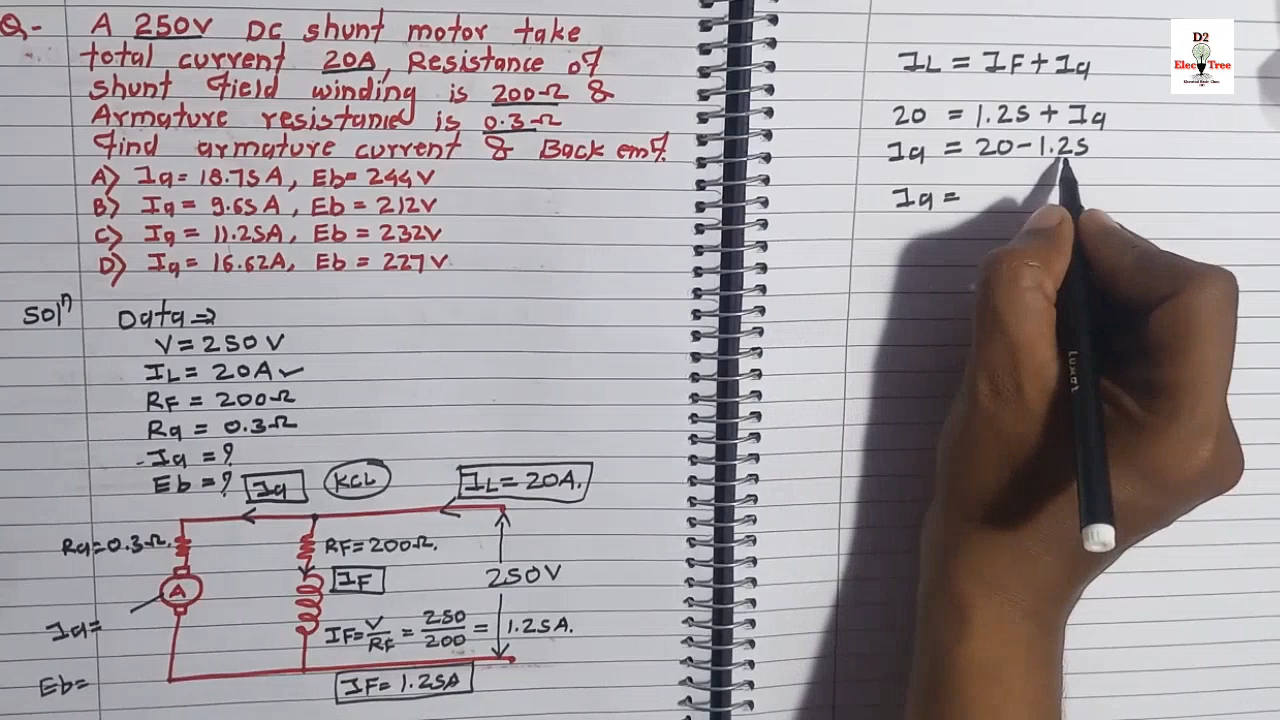 Q- A 250V DC shunt motor take
total current 20A, Resistance of
shunt field winding is 200Ω &
Armature resistance is 0.3Ω
find armature current & Back emf.
A) Ia = 18.75A, Eb = 244V
B) Ia = 9.65A, Eb = 212V
C) Ia = 11.25A, Eb = 232V
D) Ia = 16.62A, Eb = 227V
Solⁿ Data ⇒
V = 250V
IL = 20A ✓
RF = 200Ω
Ra = 0.3Ω
-Ia = ?
Eb = ?
Ia
KCL
IL = 20A.
Ra = 0.3Ω.
RF = 200Ω.
IF
250V
A
IF = V/RF = 250/200 = 1.25A.
Ia =
Eb =
IF = 1.25A
IL = IF + Ia
20 = 1.25 + Ia
Ia = 20 - 1.25
Ia =
D2
Elec Tree
Luxor